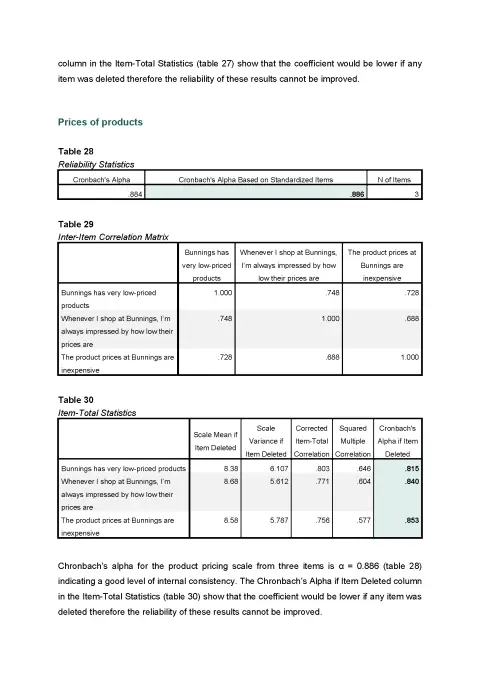 column in the Item-Total Statistics (table 27) show that the coefficient would be lower if any
item was deleted therefore the reliability of these results cannot be improved.
Prices of products
Table 28
Reliability Statistics
Cronbach's Alpha Cronbach's Alpha Based on Standardized Items N of Items
.884 .886 3
Table 29
Inter-Item Correlation Matrix
Bunnings has Whenever I shop at Bunnings, The product prices at
very low-priced I'm always impressed by how Bunnings are
products low their prices are inexpensive
Bunnings has very low-priced 1.000 .748 .728
products
Whenever I shop at Bunnings, I'm .748 1.000 .688
always impressed by how low their
prices are
The product prices at Bunnings are .728 .688 1.000
inexpensive
Table 30
Item-Total Statistics
Scale Mean if Scale Corrected Squared Cronbach's
Item Deleted Variance if Item-Total Multiple Alpha if Item
Item Deleted Correlation Correlation Deleted
Bunnings has very low-priced products 8.38 6.107 .803 .646 .815
Whenever I shop at Bunnings, I'm 8.68 5.612 .771 .604 .840
always impressed by how low their
prices are
The product prices at Bunnings are 8.58 5.787 .756 .577 .853
inexpensive
Chronbach's alpha for the product pricing scale from three items is α = 0.886 (table 28)
indicating a good level of internal consistency. The Chronbach's Alpha if Item Deleted column
in the Item-Total Statistics (table 30) show that the coefficient would be lower if any item was
deleted therefore the reliability of these results cannot be improved.